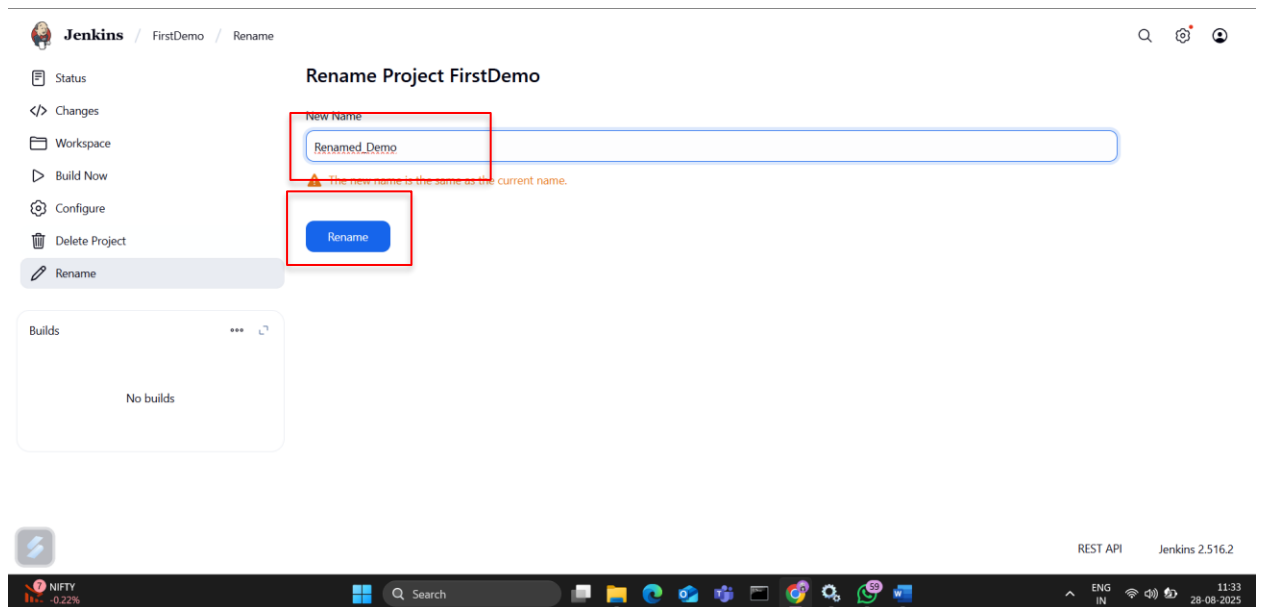 Jenkins / FirstDemo / Rename
Status
Changes
Workspace
Build Now
Configure
Delete Project
Rename
Builds
No builds
Rename Project FirstDemo
New Name
Renamed_Demo
The new name is the same as the current name.
Rename
REST API Jenkins 2.516.2
7 NIFTY
-0.22%
Search
59
ENG
IN
11:33
28-08-2025